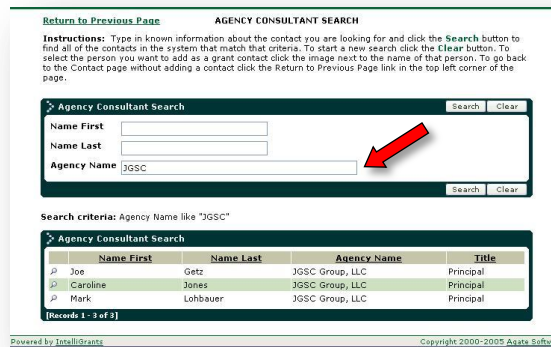 Return to Previous Page AGENCY CONSULTANT SEARCH
Instructions: Type in known information about the contact you are looking for and click the Search button to
find all of the contacts in the system that match that criteria. To start a new search click the Clear button. To
select the person you want to add as a grant contact click the image next to the name of that person. To go back
to the Contact page without adding a contact click the Return to Previous Page link in the top left corner of the
page.
Agency Consultant Search Search Clear
Name First
Name Last
Agency Name JGSC
Search Clear
Search criteria: Agency Name like "JGSC"
Agency Consultant Search
Name First Name Last Agency Name Title
Joe Getz JGSC Group, LLC Principal
Caroline Jones JGSC Group, LLC Principal
Mark Lohbauer JGSC Group, LLC Principal
[Records 1 - 3 of 3]
Powered by IntelliGrants Copyright 2000-2005 Agate Softw